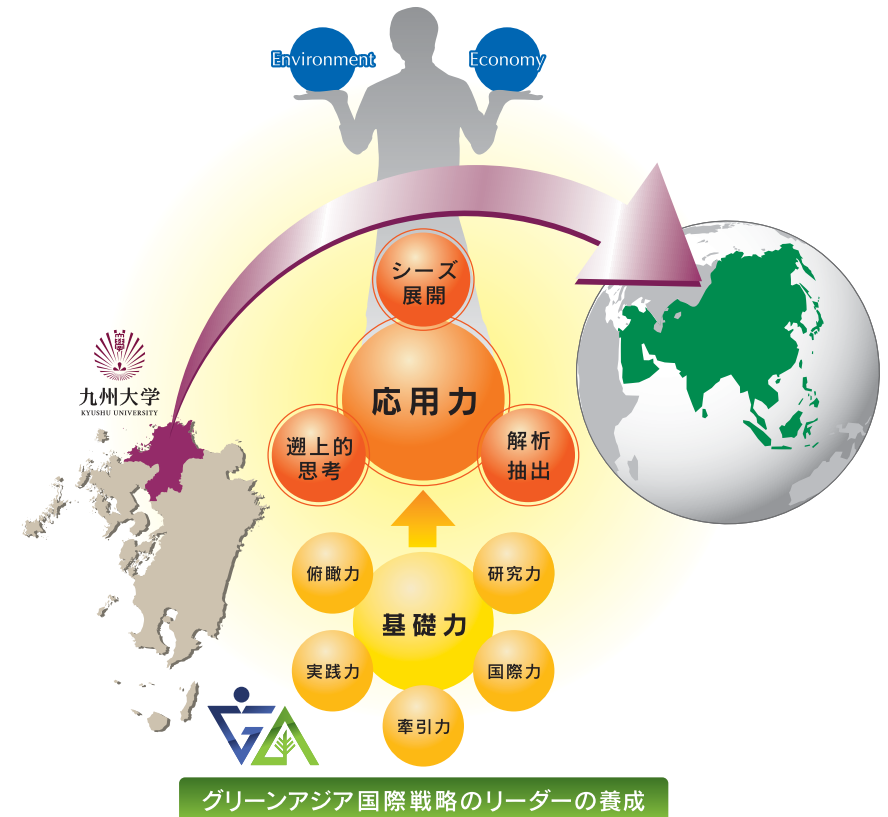 Environment
Economy
シーズ
展開
応用力
九州大学
KYUSHU UNIVERSITY
遡上的
思考
解析
抽出
俯瞰力
研究力
基礎力
実践力
国際力
牽引力
グリーンアジア国際戦略のリーダーの養成